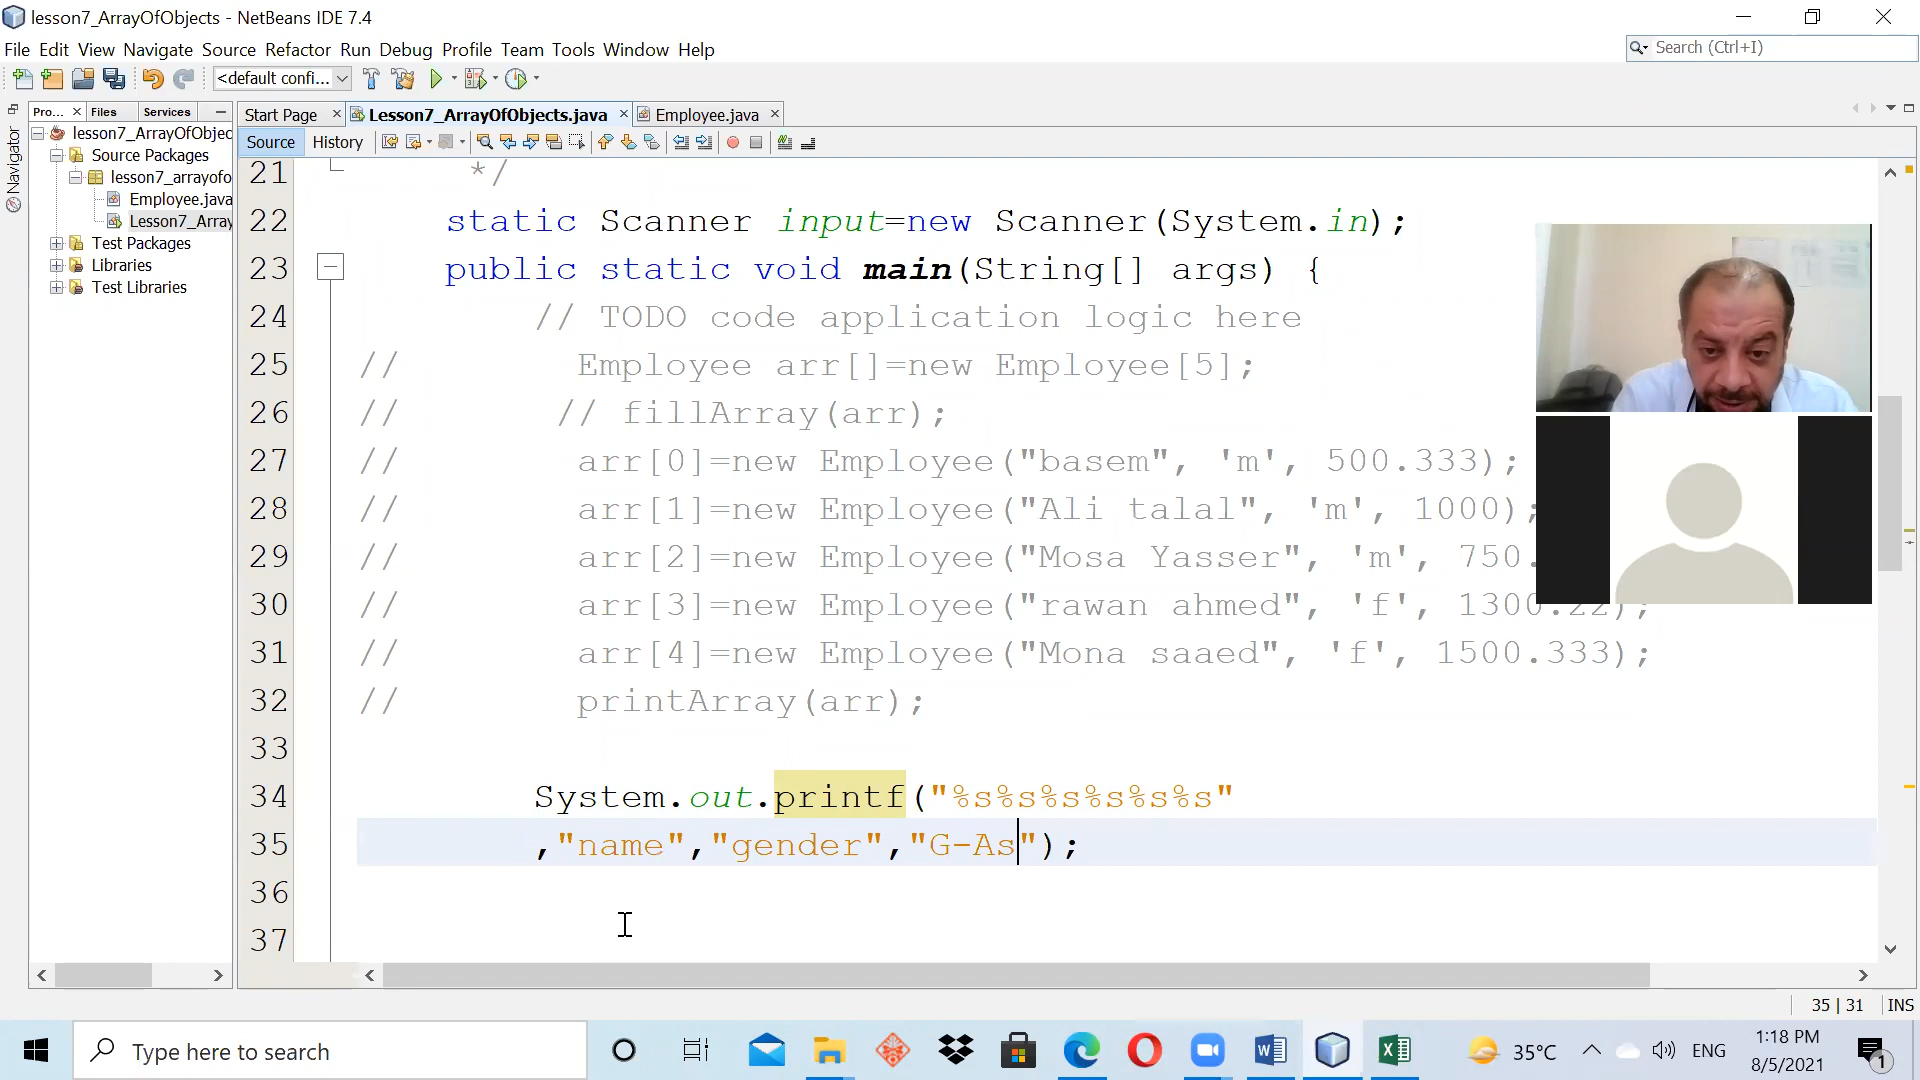 lesson7_ArrayOfObjects - NetBeans IDE 7.4
File Edit View Navigate Source Refactor Run Debug Profile Team Tools Window Help
Search (Ctrl+I)
<default confi...
Pro... Files Services
Start Page Lesson7_ArrayOfObjects.java Employee.java
Source History
Navigator
lesson7_ArrayOfObjec
Source Packages
lesson7_arrayofo
Employee.java
Lesson7_Array
Test Packages
Libraries
Test Libraries
21 */
22 static Scanner input=new Scanner(System.in);
23 public static void main(String[] args) {
24 // TODO code application logic here
25 // Employee arr[]=new Employee[5];
26 // // fillArray(arr);
27 // arr[0]=new Employee("basem", 'm', 500.333);
28 // arr[1]=new Employee("Ali talal", 'm', 1000);
29 // arr[2]=new Employee("Mosa Yasser", 'm', 750.
30 // arr[3]=new Employee("rawan ahmed", 'f', 1300.22);
31 // arr[4]=new Employee("Mona saaed", 'f', 1500.333);
32 // printArray(arr);
33
34 System.out.printf("%s%s%s%s%s%s"
35 ,"name","gender","G-As");
36
37
35 | 31 INS
Type here to search
35°C ENG
1:18 PM
8/5/2021
1